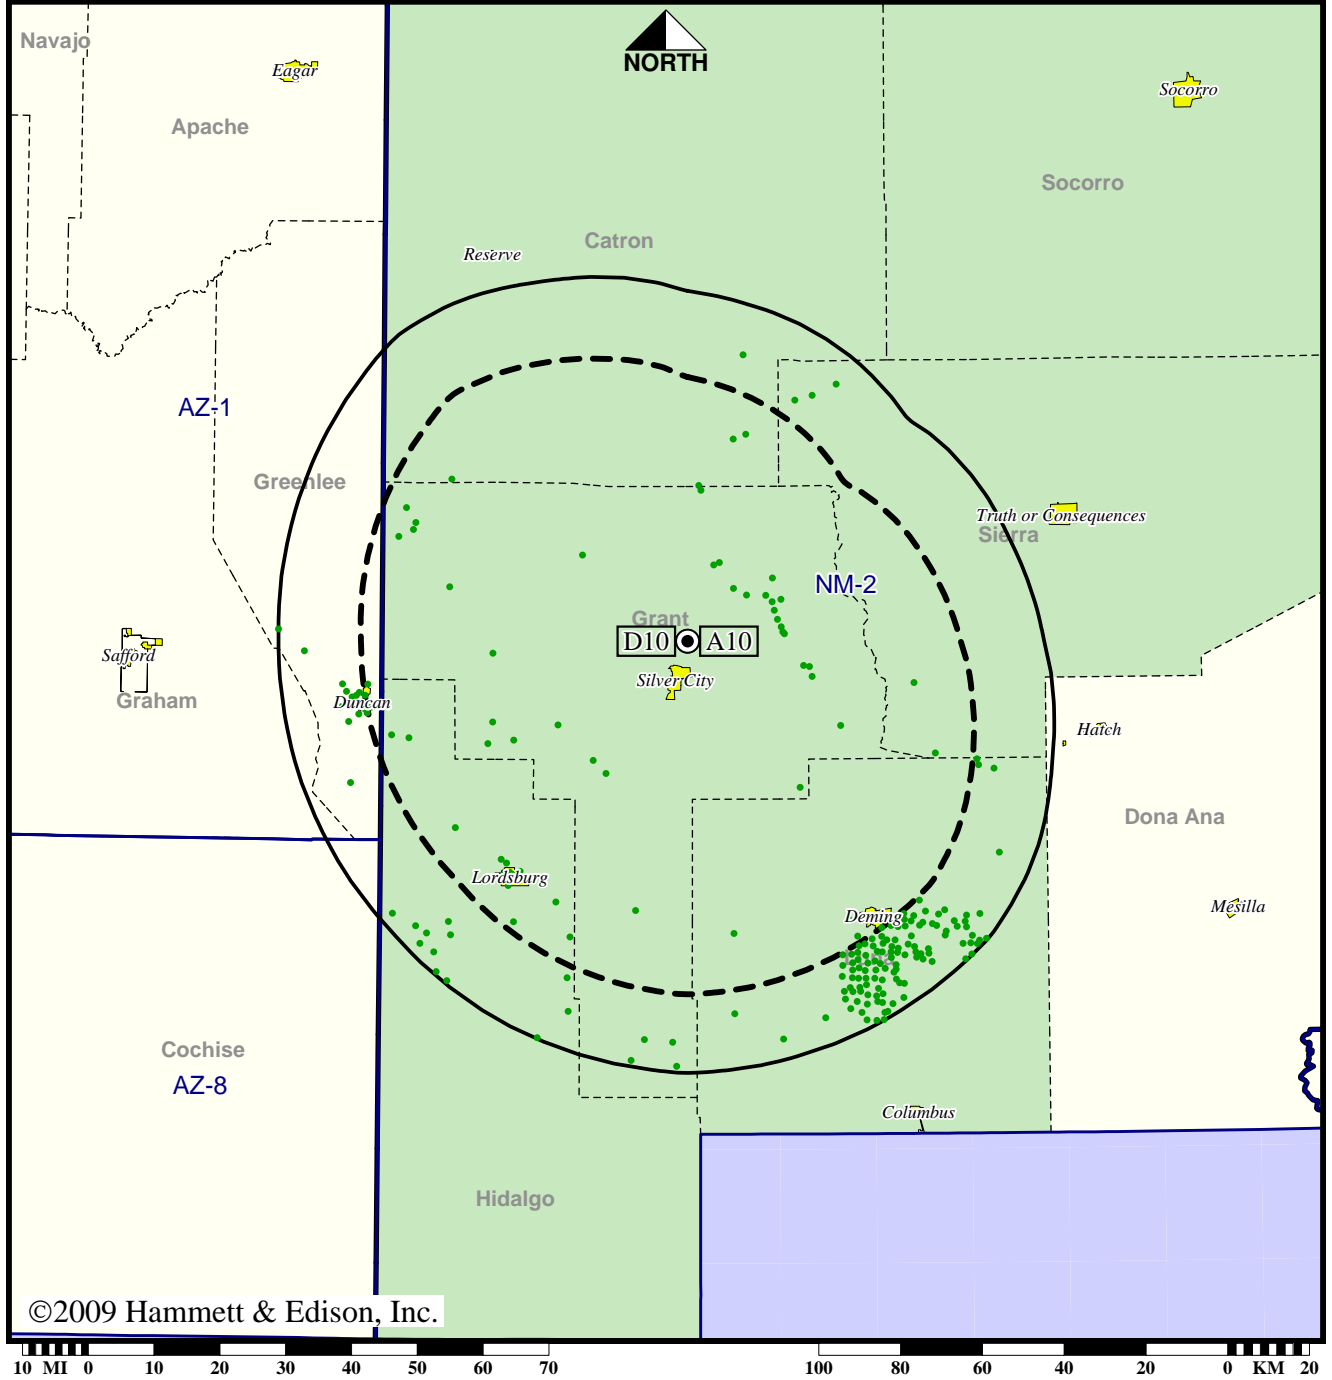 Navajo
NORTH
Eagar
Socorro
Apache
Socorro
Catron
Reserve
AZ-1
Greenlee
Truth or Consequences
Sierra
NM-2
Grant
D10
A10
Safford
Silver City
Graham
Duncan
Hatch
Dona Ana
Lordsburg
Deming
Mesilla
Cochise
AZ-8
Columbus
Hidalgo
©2009 Hammett & Edison, Inc.
10 MI 0 10 20 30 40 50 60 70 100 80 60 40 20 0 KM 20